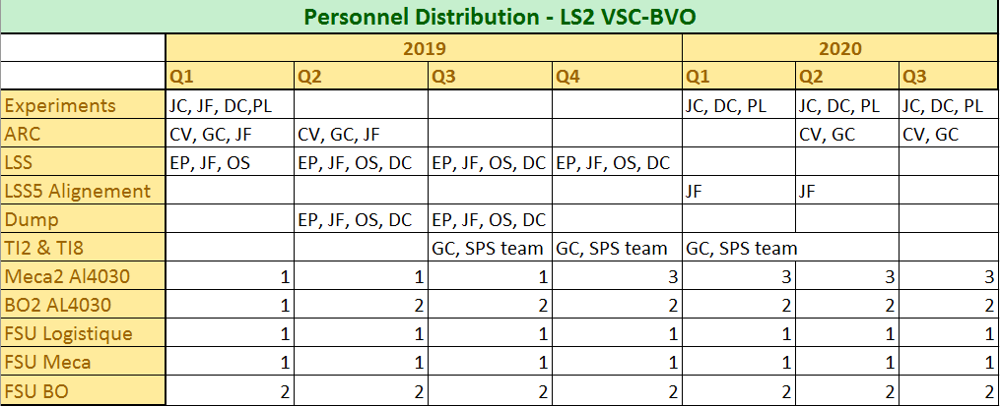 Personnel Distribution - LS2 VSC-BVO
2019 2020
Q1 Q2 Q3 Q4 Q1 Q2 Q3
Experiments JC, JF, DC,PL JC, DC, PL JC, DC, PL JC, DC, PL
ARC CV, GC, JF CV, GC, JF CV, GC CV, GC
LSS EP, JF, OS EP, JF, OS, DC EP, JF, OS, DC EP, JF, OS, DC
LSS5 Alignement JF JF
Dump EP, JF, OS, DC EP, JF, OS, DC
TI2 & TI8 GC, SPS team GC, SPS team GC, SPS team
Meca2 Al4030 1 1 1 3 3 3 3
BO2 AL4030 1 2 2 2 2 2 2
FSU Logistique 1 1 1 1 1 1 1
FSU Meca 1 1 1 1 1 1 1
FSU BO 2 2 2 2 2 2 2